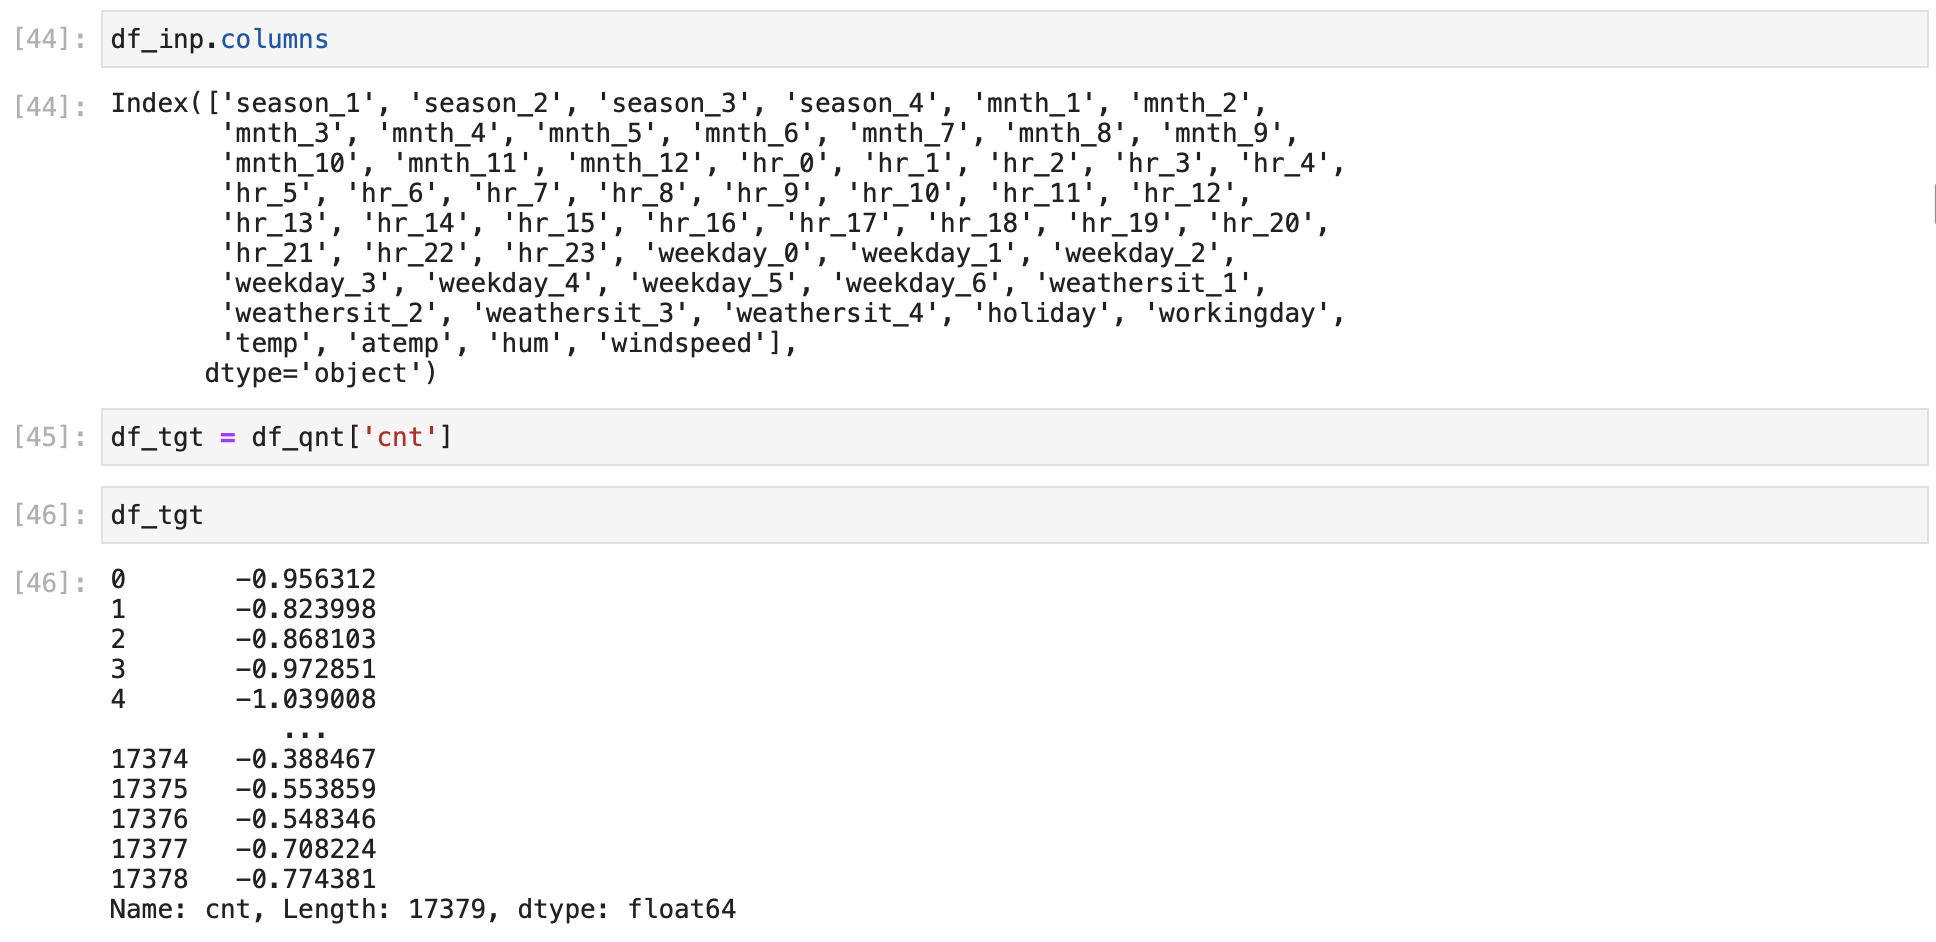 [44]: df_inp.columns
[44]: Index(['season_1', 'season_2', 'season_3', 'season_4', 'mnth_1', 'mnth_2',
'mnth_3', 'mnth_4', 'mnth_5', 'mnth_6', 'mnth_7', 'mnth_8', 'mnth_9',
'mnth_10', 'mnth_11', 'mnth_12', 'hr_0', 'hr_1', 'hr_2', 'hr_3', 'hr_4',
'hr_5', 'hr_6', 'hr_7', 'hr_8', 'hr_9', 'hr_10', 'hr_11', 'hr_12',
'hr_13', 'hr_14', 'hr_15', 'hr_16', 'hr_17', 'hr_18', 'hr_19', 'hr_20',
'hr_21', 'hr_22', 'hr_23', 'weekday_0', 'weekday_1', 'weekday_2',
'weekday_3', 'weekday_4', 'weekday_5', 'weekday_6', 'weathersit_1',
'weathersit_2', 'weathersit_3', 'weathersit_4', 'holiday', 'workingday',
'temp', 'atemp', 'hum', 'windspeed'],
dtype='object')
[45]: df_tgt = df_qnt['cnt']
[46]: df_tgt
[46]: 0 -0.956312
1 -0.823998
2 -0.868103
3 -0.972851
4 -1.039008
...
17374 -0.388467
17375 -0.553859
17376 -0.548346
17377 -0.708224
17378 -0.774381
Name: cnt, Length: 17379, dtype: float64